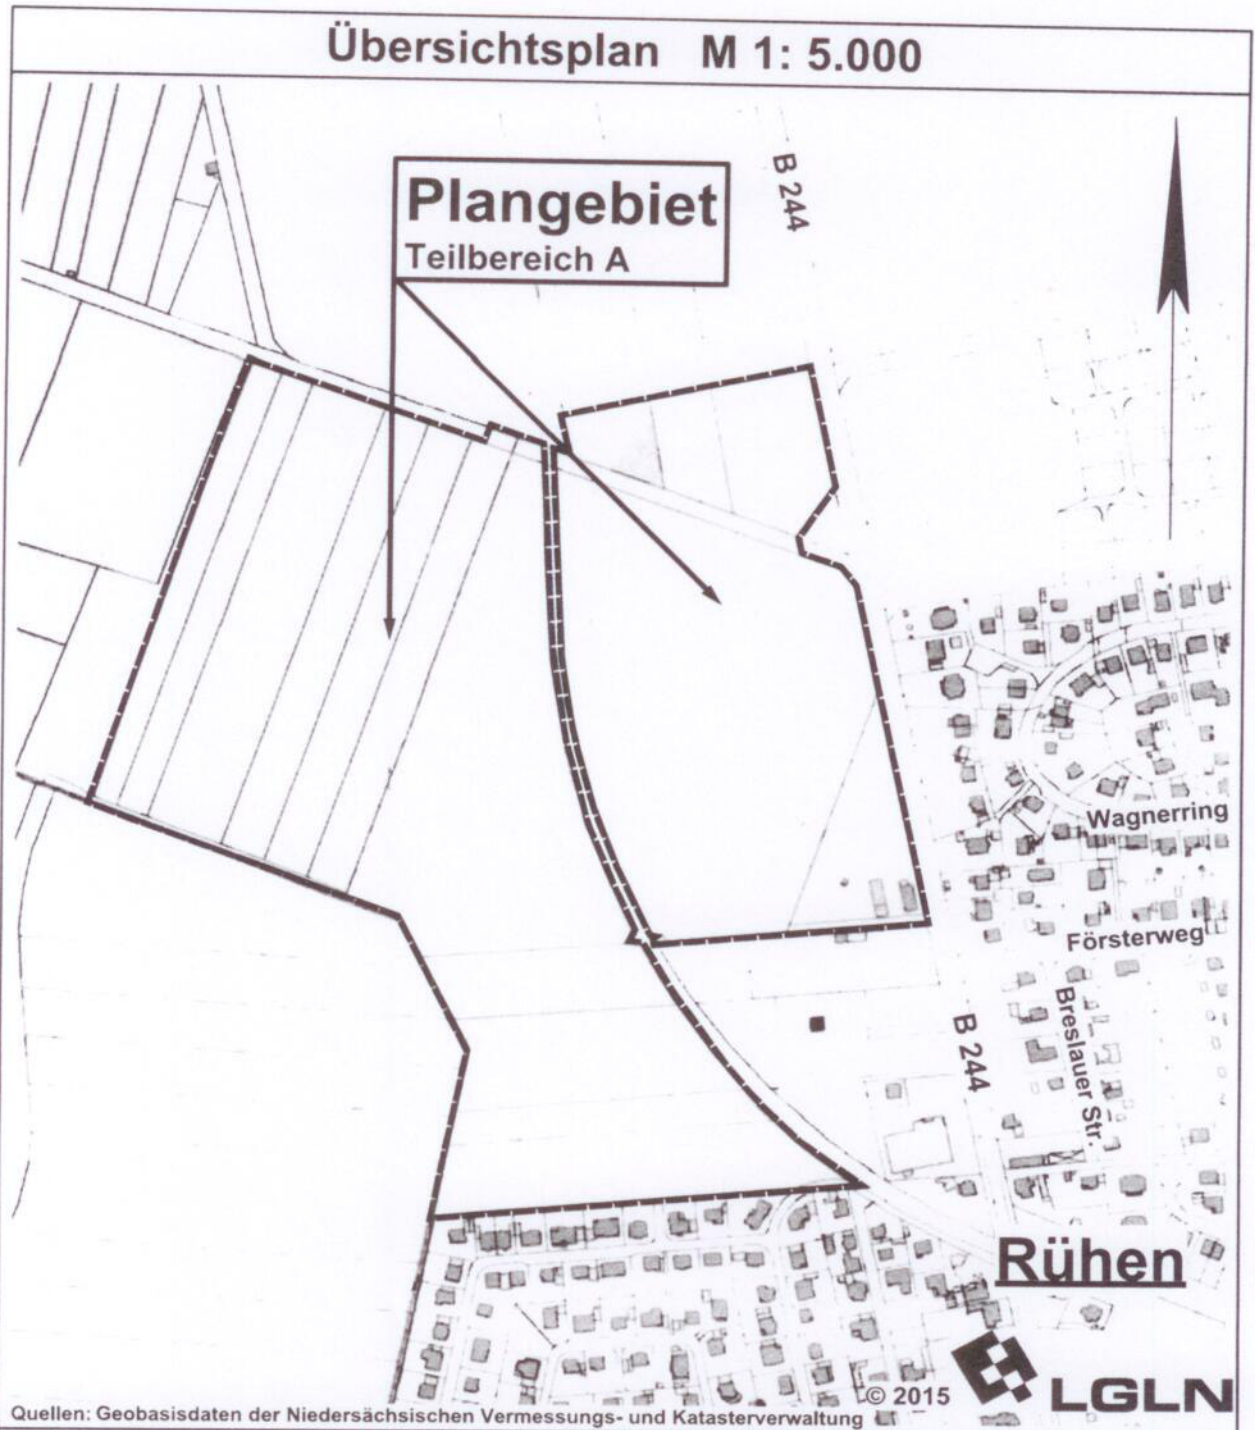 Übersichtsplan M 1: 5.000
B 244
Plangebiet
Teilbereich A
Wagnerring
Försterweg
Breslauer Str.
B 244
Rühen
© 2015
LGLN
Quellen: Geobasisdaten der Niedersächsischen Vermessungs- und Katasterverwaltung